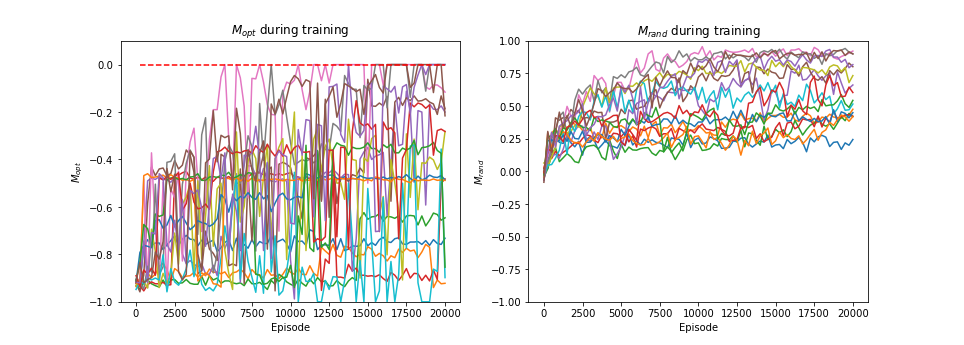 M_opt during training
0.0
−0.2
−0.4
−0.6
−0.8
−1.0
M_opt
0 2500 5000 7500 10000 12500 15000 17500 20000
Episode
M_rand during training
1.00
0.75
0.50
0.25
0.00
−0.25
−0.50
−0.75
−1.00
M_rand
0 2500 5000 7500 10000 12500 15000 17500 20000
Episode